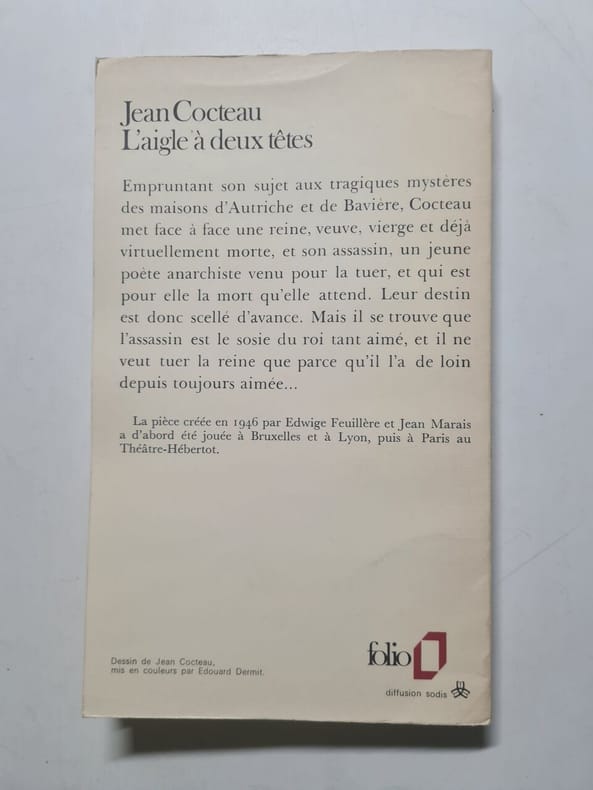 Jean Cocteau
L'aigle à deux têtes
Empruntant son sujet aux tragiques mystères
des maisons d'Autriche et de Bavière, Cocteau
met face à face une reine, veuve, vierge et déjà
virtuellement morte, et son assassin, un jeune
poète anarchiste venu pour la tuer, et qui est
pour elle la mort qu'elle attend. Leur destin
est donc scellé d'avance. Mais il se trouve que
l'assassin est le sosie du roi tant aimé, et il ne
veut tuer la reine que parce qu'il l'a de loin
depuis toujours aimée...
La pièce créée en 1946 par Edwige Feuillère et Jean Marais
a d'abord été jouée à Bruxelles et à Lyon, puis à Paris au
Théâtre-Hébertot.
Dessin de Jean Cocteau,
mis en couleurs par Edouard Dermit.
folio
diffusion sodis